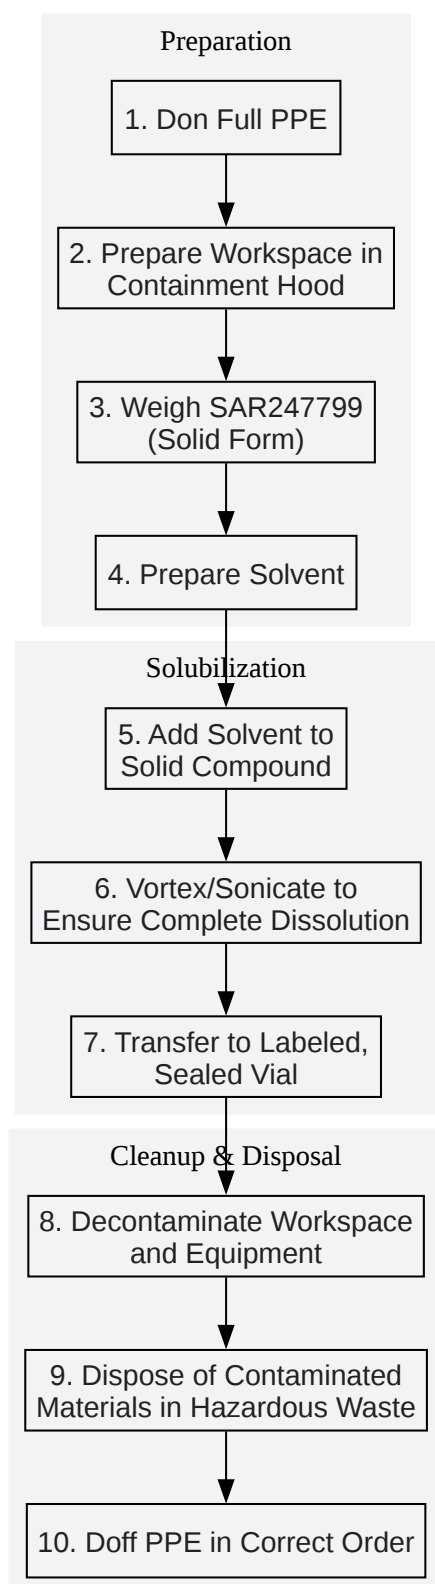 Preparation
1. Don Full PPE
2. Prepare Workspace in
Containment Hood
3. Weigh SAR247799
(Solid Form)
4. Prepare Solvent
Solubilization
5. Add Solvent to
Solid Compound
6. Vortex/Sonicate to
Ensure Complete Dissolution
7. Transfer to Labeled,
Sealed Vial
Cleanup & Disposal
8. Decontaminate Workspace
and Equipment
9. Dispose of Contaminated
Materials in Hazardous Waste
10. Doff PPE in Correct Order